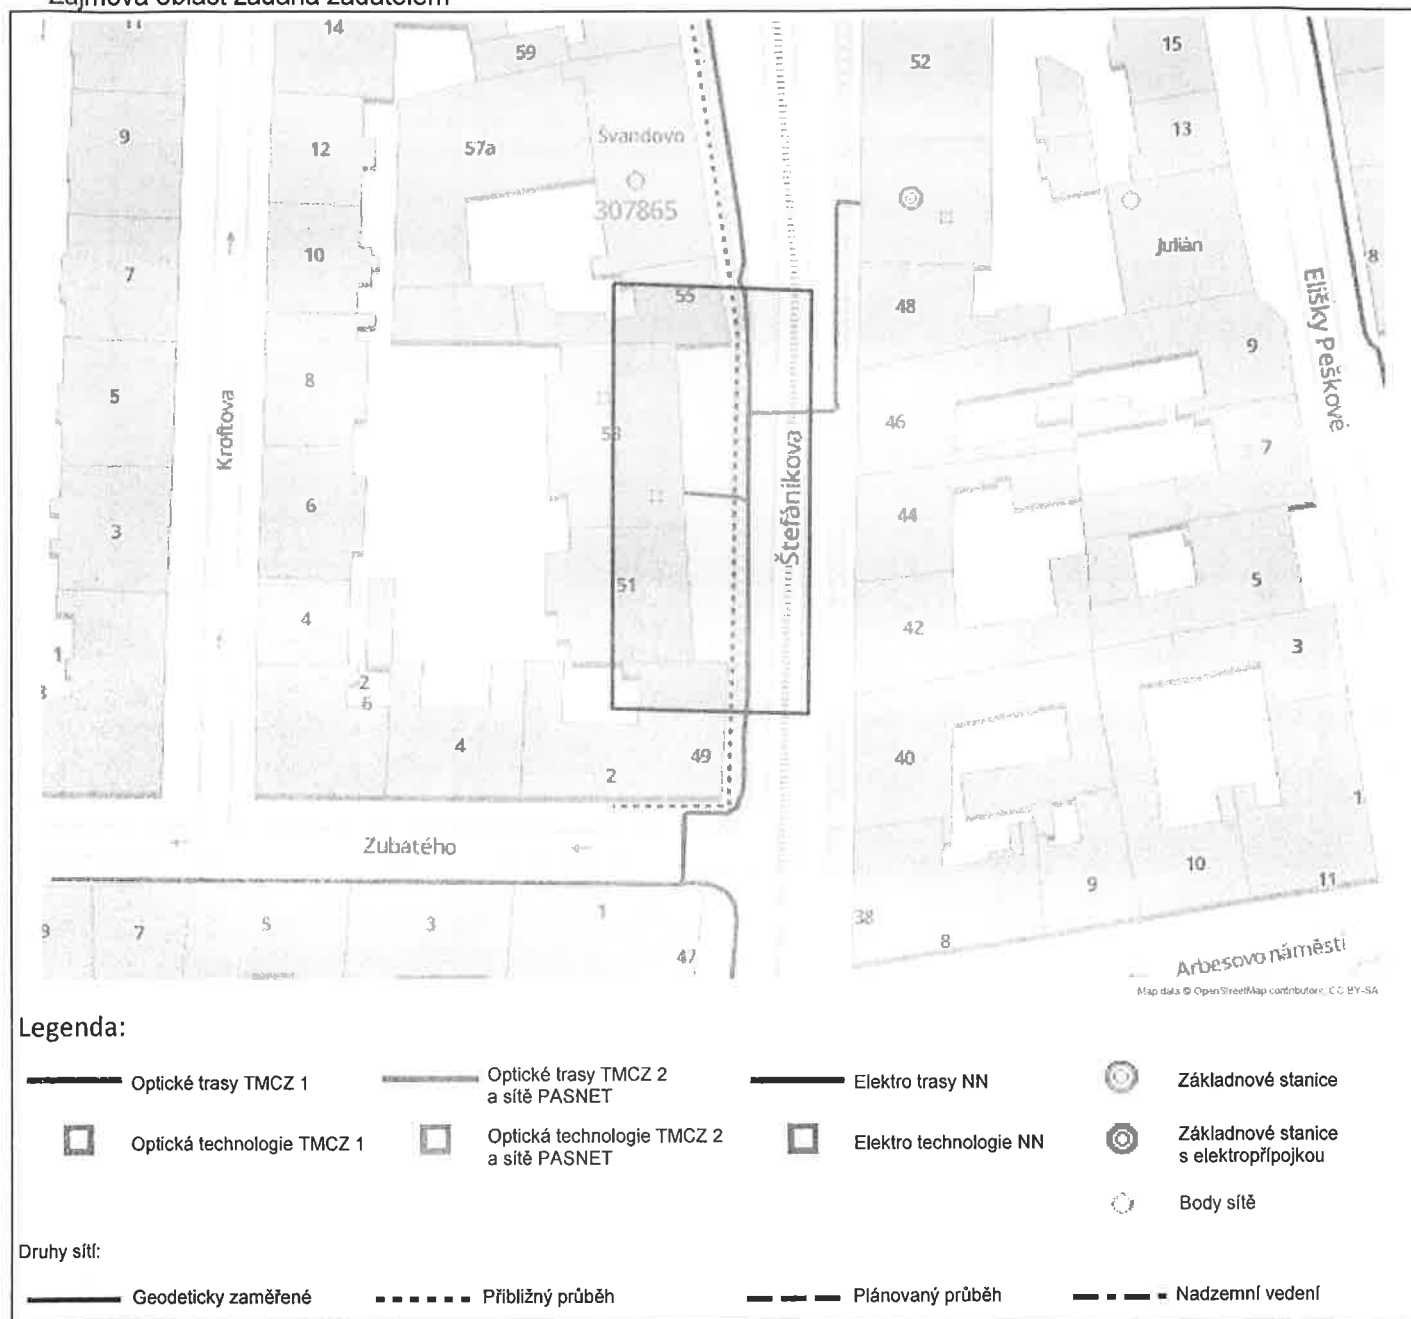 Zájmová oblast zadaná žadatelem
11
14
59
52
15
9
12
57a
Švandovo
13
307865
10
Julián
7
55
48
8
Elišky Peškové
9
5
8
Kroftova
46
53
Štefánikova
7
3
6
44
51
5
4
42
1
3
2
6
4
49
40
2
1
Zubatého
9
10
11
7
5
3
1
38
8
47
Arbesovo náměstí
Map data © OpenStreetMap contributors, CC BY-SA
Legenda:
Optické trasy TMCZ 1
Optické trasy TMCZ 2
a sítě PASNET
Elektro trasy NN
Základnové stanice
Optická technologie TMCZ 1
Optická technologie TMCZ 2
a sítě PASNET
Elektro technologie NN
Základnové stanice
s elektropřípojkou
Body sítě
Druhy sítí:
Geodeticky zaměřené
Přibližný průběh
Plánovaný průběh
Nadzemní vedení